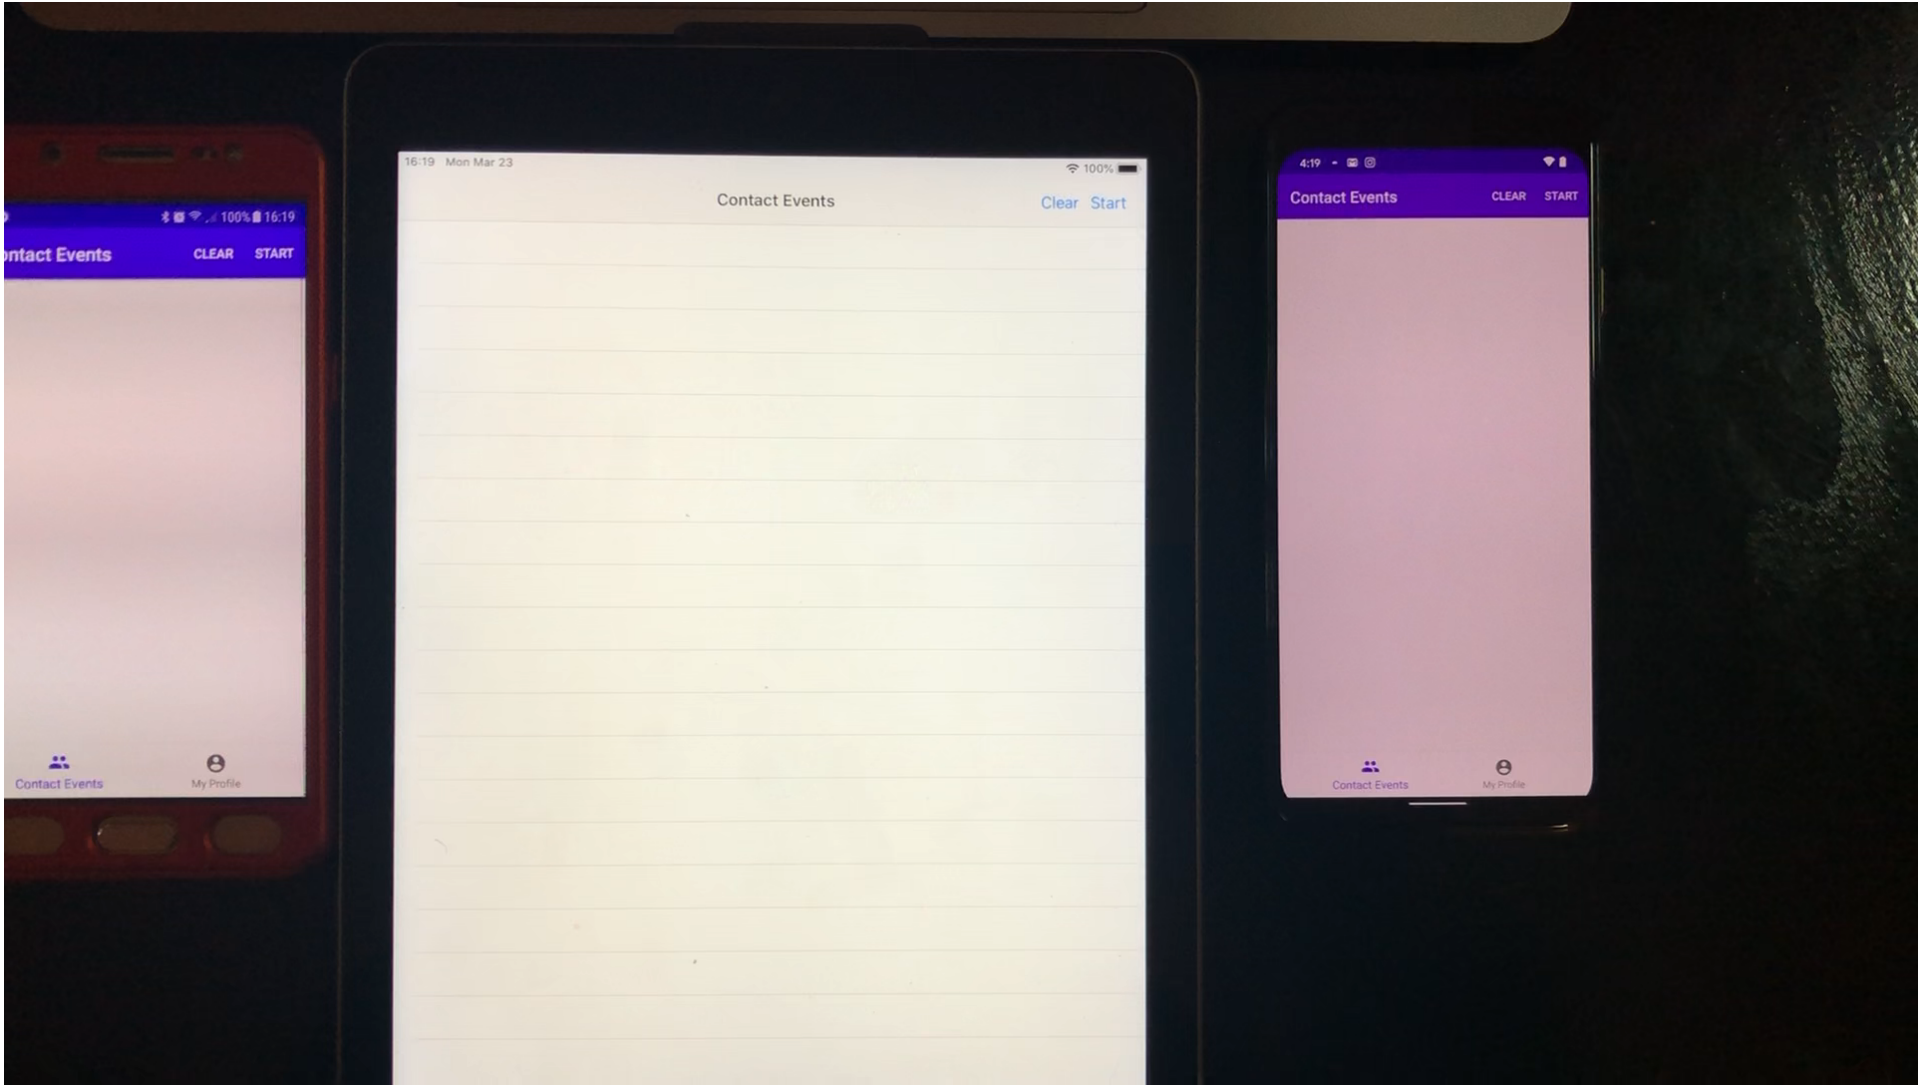 100% 16:19
ontact Events CLEAR START
Contact Events My Profile
16:19 Mon Mar 23 100%
Contact Events Clear Start
4:19
Contact Events CLEAR START
Contact Events My Profile